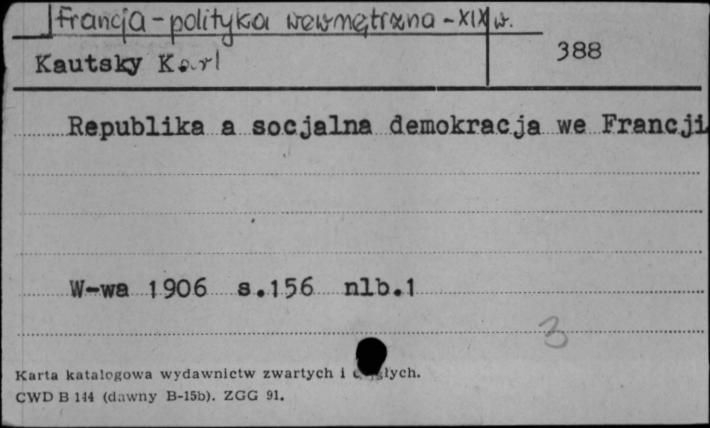 Francja - polityka wewnętrzna - XIX w.
Kautsky Karl
388
Republika a socjalna demokracja we Francji
W-wa 1906 s.156 nlb.1
3
Karta katalogowa wydawnictw zwartych i ciągłych.
CWD B 144 (dawny B-15b). ZGG 91.